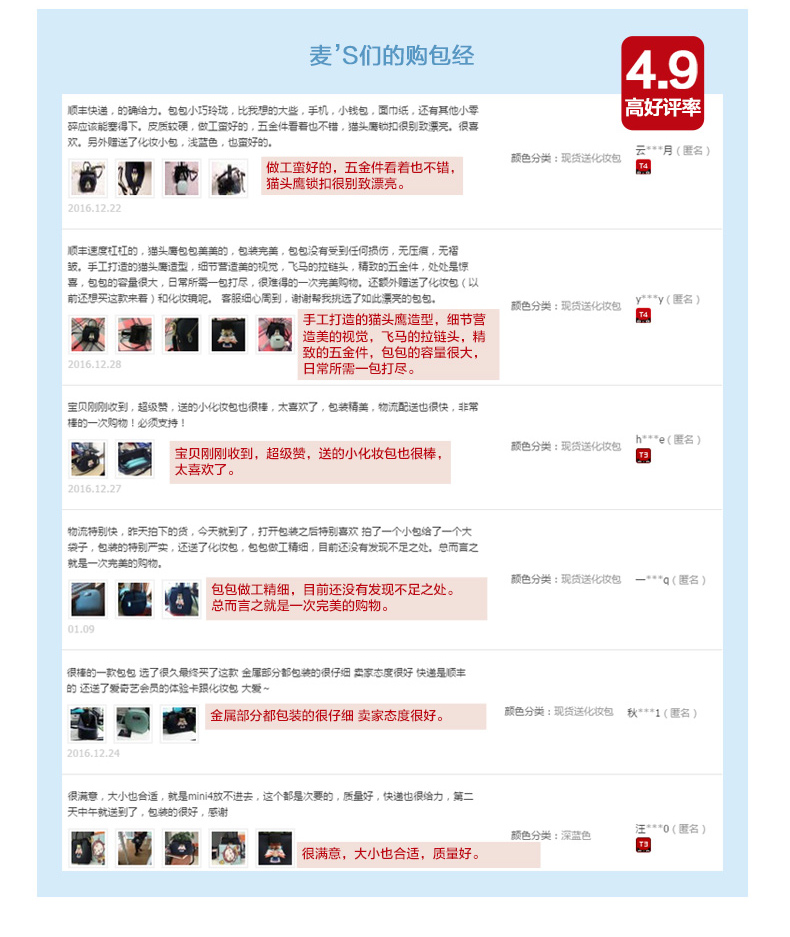 麦’S们的购包经
4.9
高好评率
顺丰快递，的确给力。包包小巧玲珑，比我想的大些，手机，小钱包，面巾纸，还有其他小零
碎应该能塞得下。皮质较硬，做工蛮好的，五金件看着也不错，猫头鹰锁扣很别致漂亮。很喜
欢。另外赠送了化妆小包，浅蓝色，也蛮好的。
做工蛮好的，五金件看着也不错，
猫头鹰锁扣很别致漂亮。
2016.12.22
颜色分类：现货送化妆包
云***月（匿名）
T4
顺丰速度杠杠的，猫头鹰包包美美的，包装完美，包包没有受到任何损伤，无压痕，无褶
皱。手工打造的猫头鹰造型，细节营造美的视觉，飞马的拉链头，精致的五金件，处处是惊
喜，包包的容量很大，日常所需一包打尽，很难得的一次完美购物。还额外赠送了化妆包（以
前还想买这款来着）和化妆镜呢。 客服细心周到，谢谢帮我挑选了如此漂亮的包包。
手工打造的猫头鹰造型，细节营
造美的视觉，飞马的拉链头，精
致的五金件，包包的容量很大，
日常所需一包打尽。
2016.12.28
颜色分类：现货送化妆包
y***y（匿名）
T4
宝贝刚刚收到，超级赞，送的小化妆包也很棒，太喜欢了，包装精美，物流配送也很快，非常
棒的一次购物！必须支持！
宝贝刚刚收到，超级赞，送的小化妆包也很棒，
太喜欢了。
2016.12.27
颜色分类：现货送化妆包
h***e（匿名）
T3
物流特别快，昨天拍下的货，今天就到了，打开包装之后特别喜欢 拍了一个小包给了一个大
袋子，包装的特别严实，还送了化妆包，包包做工精细，目前还没有发现不足之处。总而言之
就是一次完美的购物。
包包做工精细，目前还没有发现不足之处。
总而言之就是一次完美的购物。
01.09
颜色分类：现货送化妆包
一***q（匿名）
很棒的一款包包 选了很久最终买了这款 金属部分都包装的很仔细 卖家态度很好 快递是顺丰
的 还送了爱奇艺会员的体验卡跟化妆包 大爱～
金属部分都包装的很仔细 卖家态度很好。
2016.12.24
颜色分类：现货送化妆包
秋***1（匿名）
很满意，大小也合适，就是mini4放不进去，这个都是次要的，质量好，快递也很给力，第二
天中午就送到了，包装的很好，感谢
很满意，大小也合适，质量好。
颜色分类：深蓝色
汪***0（匿名）
T3